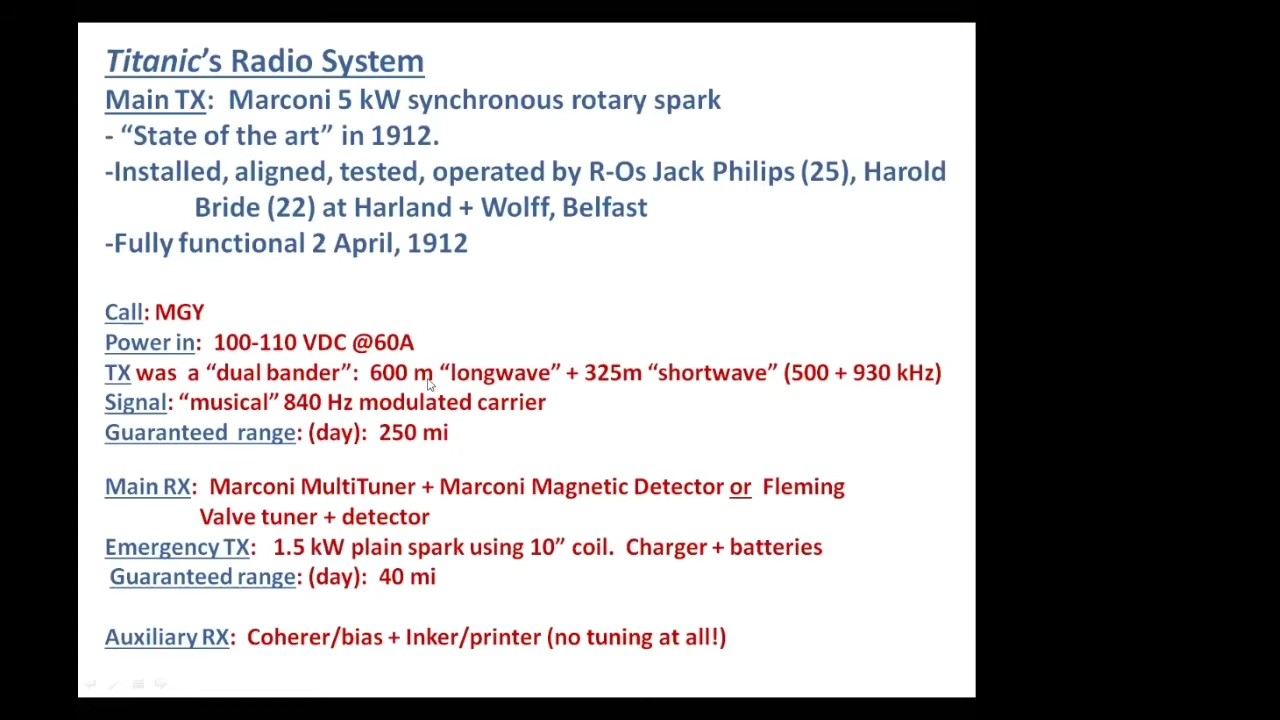 Titanic's Radio System
Main TX: Marconi 5 kW synchronous rotary spark
- “State of the art” in 1912.
-Installed, aligned, tested, operated by R-Os Jack Philips (25), Harold
Bride (22) at Harland + Wolff, Belfast
-Fully functional 2 April, 1912
Call: MGY
Power in: 100-110 VDC @60A
TX was a “dual bander”: 600 m “longwave” + 325m “shortwave” (500 + 930 kHz)
Signal: “musical” 840 Hz modulated carrier
Guaranteed range: (day): 250 mi
Main RX: Marconi MultiTuner + Marconi Magnetic Detector or Fleming
Valve tuner + detector
Emergency TX: 1.5 kW plain spark using 10” coil. Charger + batteries
Guaranteed range: (day): 40 mi
Auxiliary RX: Coherer/bias + Inker/printer (no tuning at all!)